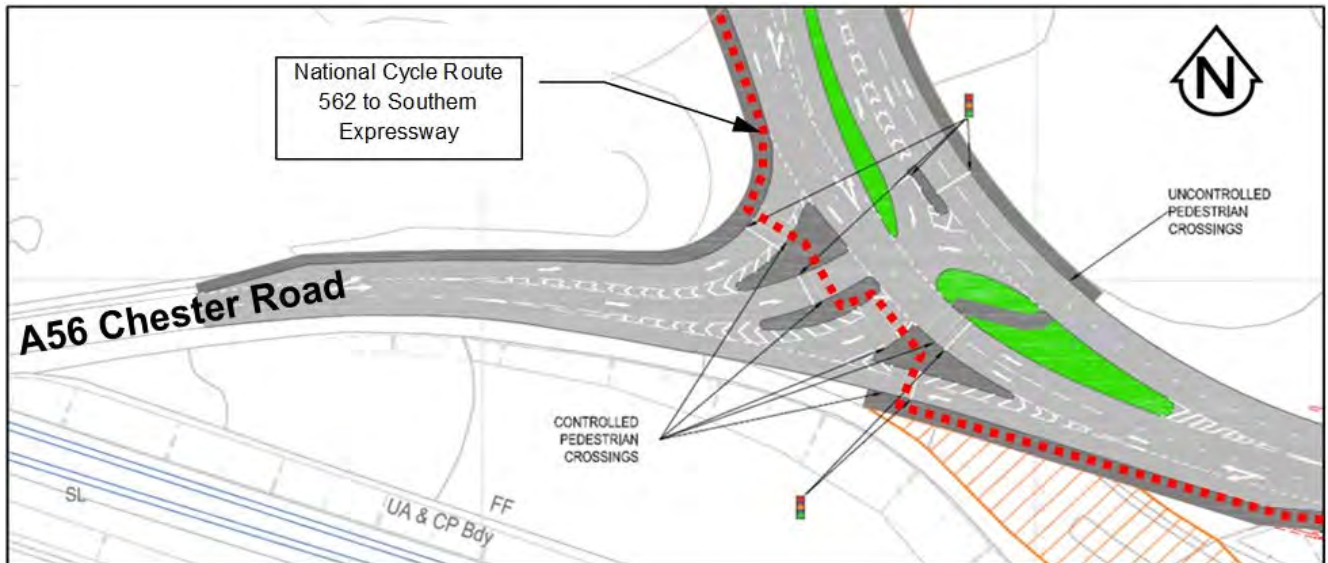 National Cycle Route
562 to Southern
Expressway
N
UNCONTROLLED
PEDESTRIAN
CROSSINGS
A56 Chester Road
CONTROLLED
PEDESTRIAN
CROSSINGS
SL
FF
UA & CP Bdy